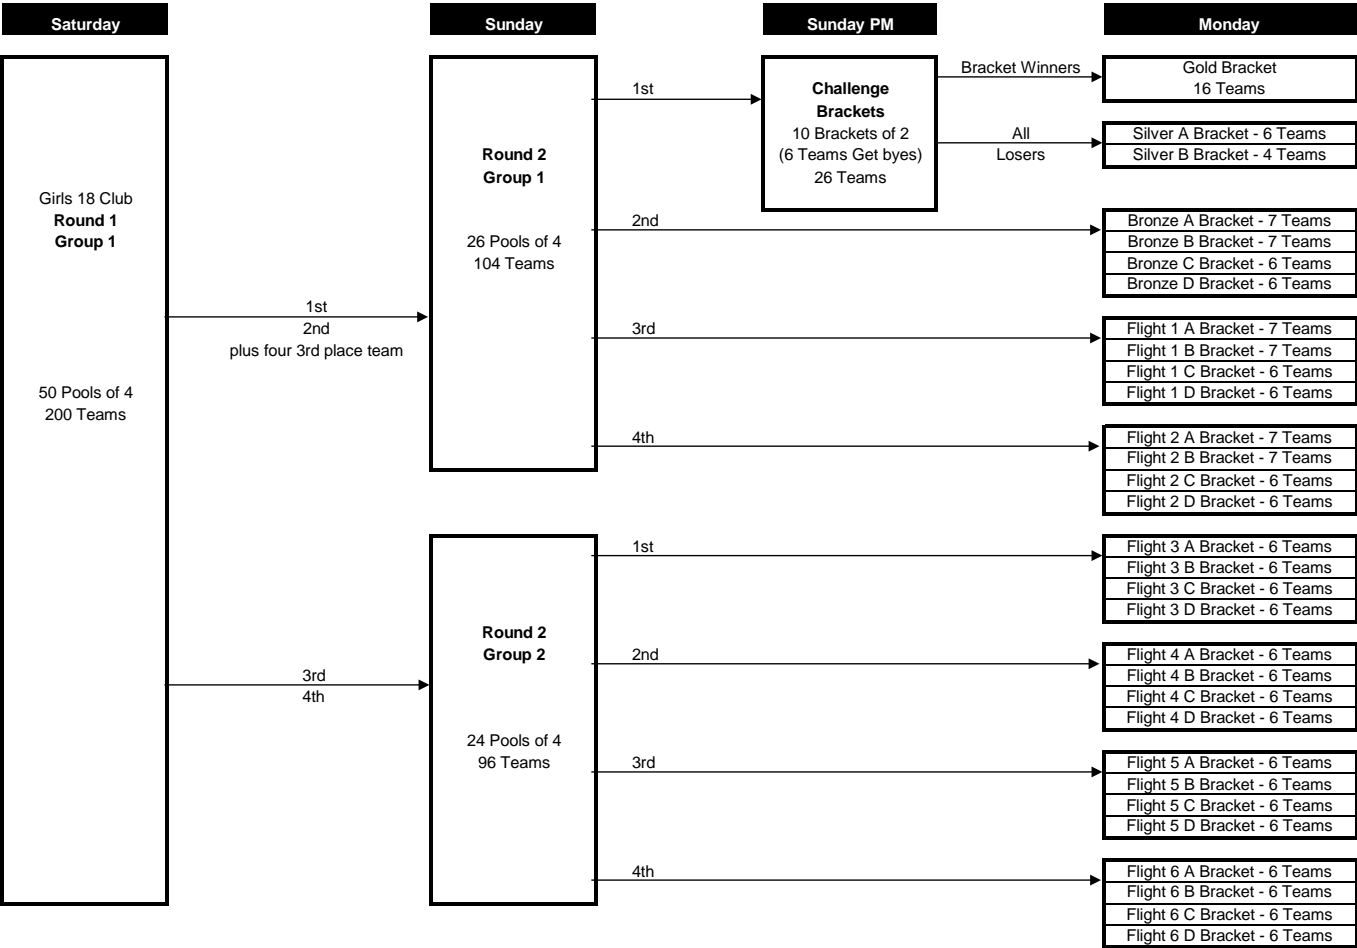 Saturday
Sunday
Sunday PM
Monday
Girls 18 Club
Round 1
Group 1
50 Pools of 4
200 Teams
1st
2nd
plus four 3rd place team
3rd
4th
Round 2
Group 1
26 Pools of 4
104 Teams
1st
2nd
3rd
4th
Round 2
Group 2
24 Pools of 4
96 Teams
1st
2nd
3rd
4th
Challenge
Brackets
10 Brackets of 2
(6 Teams Get byes)
26 Teams
Bracket Winners
All
Losers
Gold Bracket
16 Teams
Silver A Bracket - 6 Teams
Silver B Bracket - 4 Teams
Bronze A Bracket - 7 Teams
Bronze B Bracket - 7 Teams
Bronze C Bracket - 6 Teams
Bronze D Bracket - 6 Teams
Flight 1 A Bracket - 7 Teams
Flight 1 B Bracket - 7 Teams
Flight 1 C Bracket - 6 Teams
Flight 1 D Bracket - 6 Teams
Flight 2 A Bracket - 7 Teams
Flight 2 B Bracket - 7 Teams
Flight 2 C Bracket - 6 Teams
Flight 2 D Bracket - 6 Teams
Flight 3 A Bracket - 6 Teams
Flight 3 B Bracket - 6 Teams
Flight 3 C Bracket - 6 Teams
Flight 3 D Bracket - 6 Teams
Flight 4 A Bracket - 6 Teams
Flight 4 B Bracket - 6 Teams
Flight 4 C Bracket - 6 Teams
Flight 4 D Bracket - 6 Teams
Flight 5 A Bracket - 6 Teams
Flight 5 B Bracket - 6 Teams
Flight 5 C Bracket - 6 Teams
Flight 5 D Bracket - 6 Teams
Flight 6 A Bracket - 6 Teams
Flight 6 B Bracket - 6 Teams
Flight 6 C Bracket - 6 Teams
Flight 6 D Bracket - 6 Teams